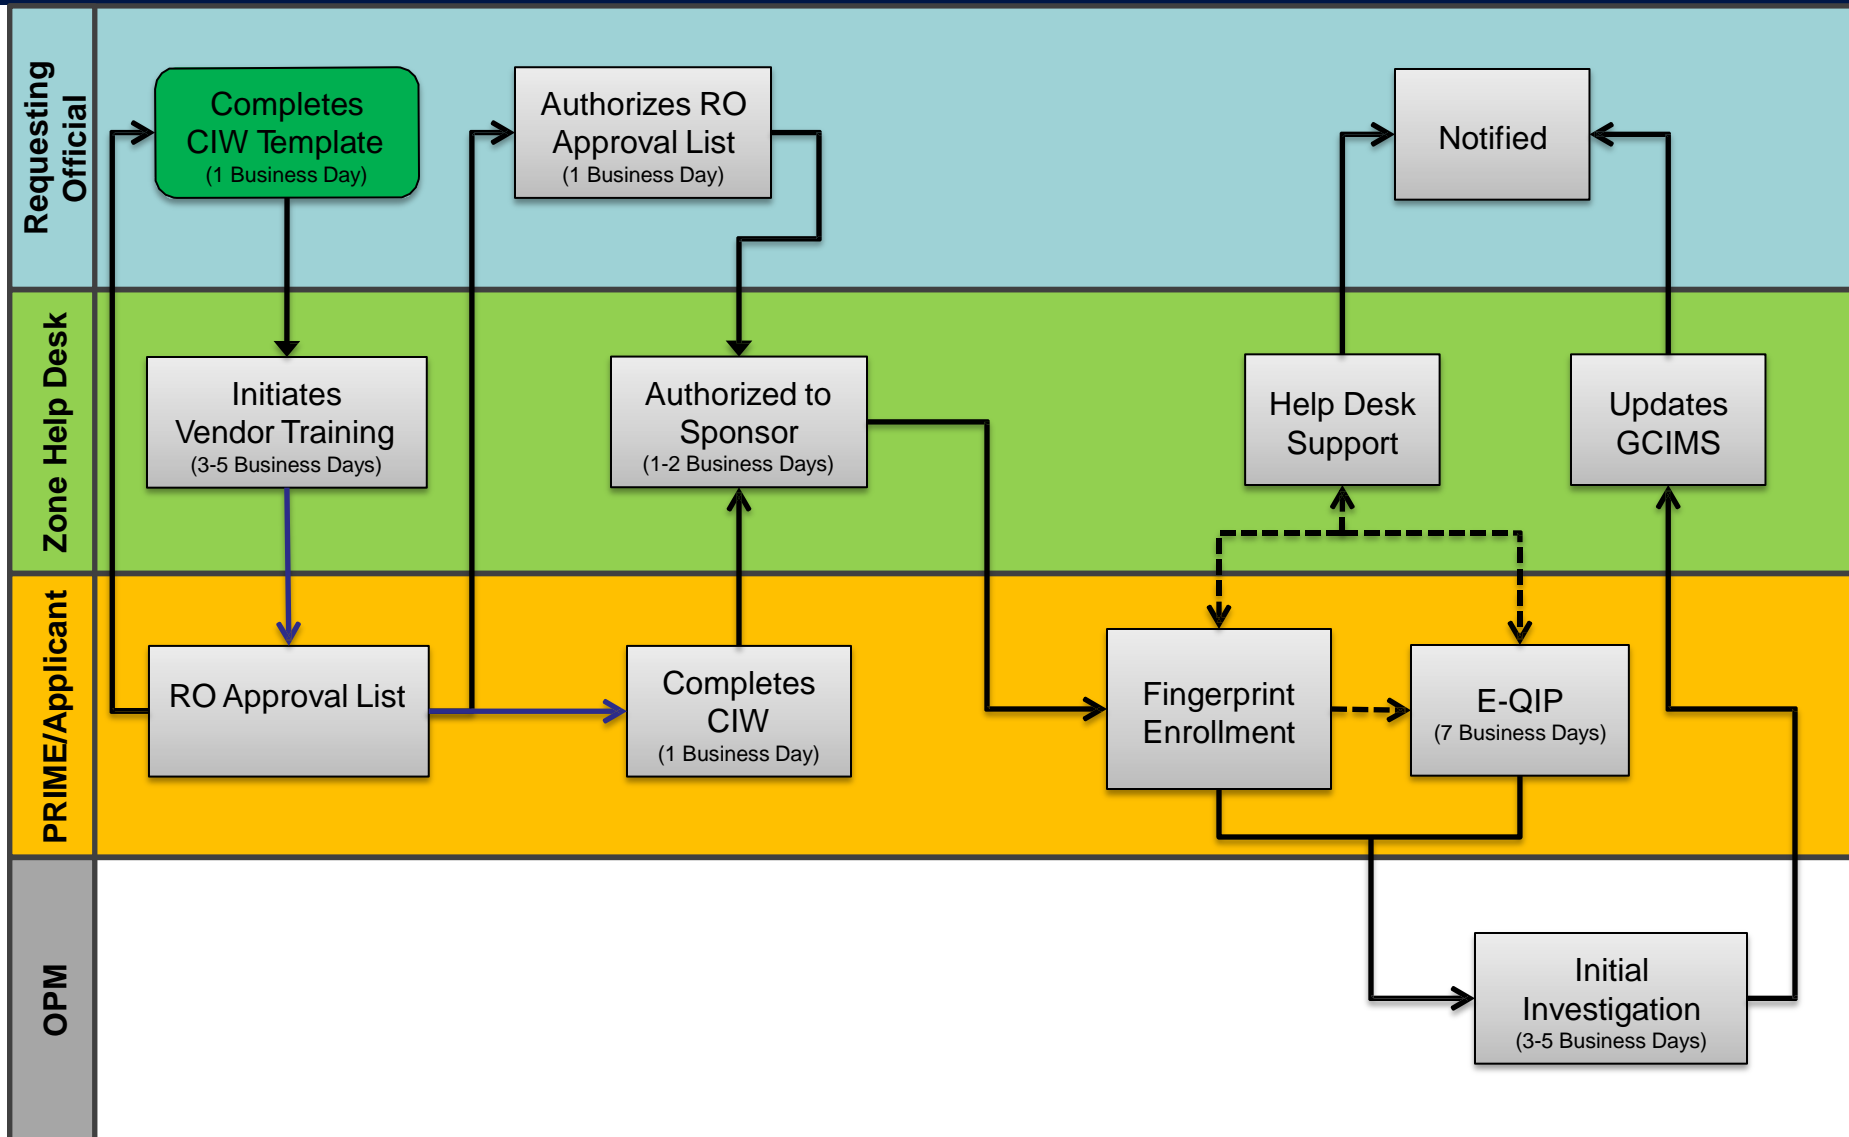 Requesting
Official
Completes
CIW Template
(1 Business Day)
Authorizes RO
Approval List
(1 Business Day)
Notified
Zone Help Desk
Initiates
Vendor Training
(3-5 Business Days)
Authorized to
Sponsor
(1-2 Business Days)
Help Desk
Support
Updates
GCIMS
PRIME/Applicant
RO Approval List
Completes
CIW
(1 Business Day)
Fingerprint
Enrollment
E-QIP
(7 Business Days)
OPM
Initial
Investigation
(3-5 Business Days)